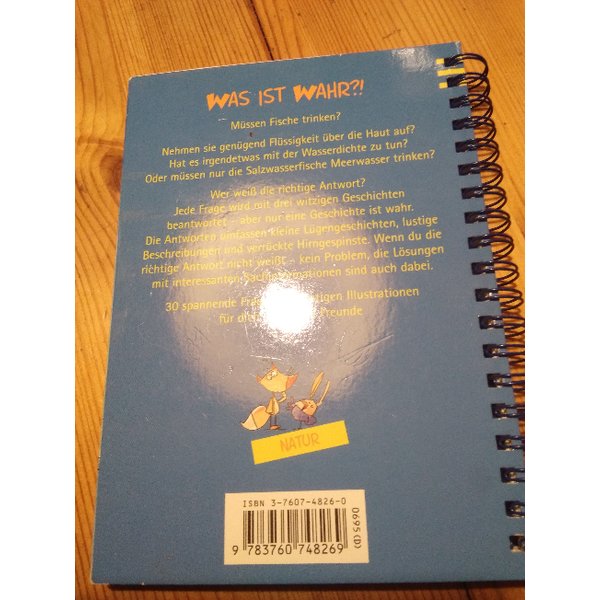 WAS IST WAHR?!
Müssen Fische trinken?
Nehmen sie genügend Flüssigkeit über die Haut auf?
Hat es irgendetwas mit der Wasserdichte zu tun?
Oder müssen nur die Salzwasserfische Meerwasser trinken?
Wer weiß die richtige Antwort?
Jede Frage wird mit drei witzigen Geschichten
beantwortet – aber nur eine Geschichte ist wahr.
Die Antworten umfassen kleine Lügengeschichten, lustige
Beschreibungen und verrückte Hirngespinste. Wenn du die
richtige Antwort nicht weißt – kein Problem, die Lösungen
mit interessanten Sachinformationen sind auch dabei.
30 spannende Illustrationen
für Freunde
NATUR
ISBN 3-7607-4826-0
0695 (D)
9 783760 748269